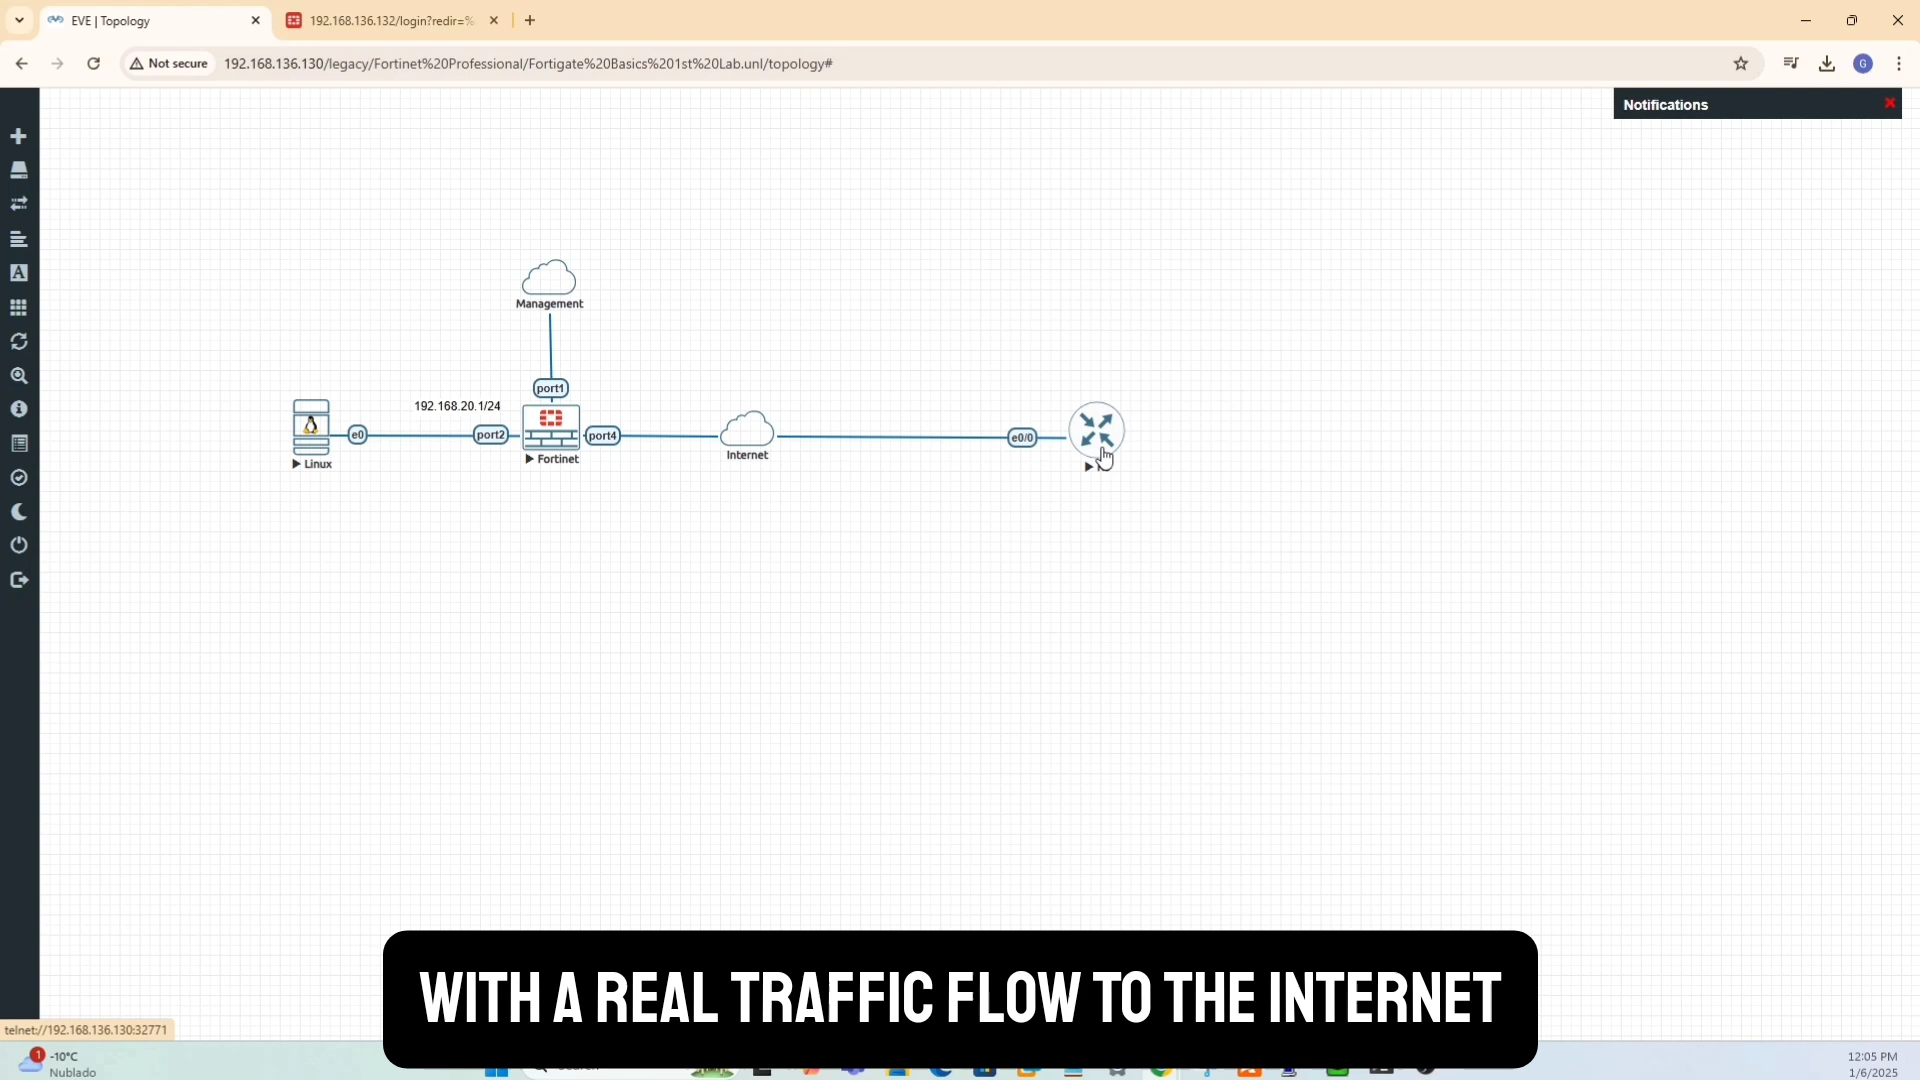 EVE | Topology
192.168.136.132/login?redir=%
Not secure
192.168.136.130/legacy/Fortinet%20Professional/Fortigate%20Basics%201st%20Lab.unl/topology#
G
Notifications
A
Management
port1
192.168.20.1/24
e0
port2
port4
e0/0
Linux
Fortinet
Internet
WITH A REAL TRAFFIC FLOW TO THE INTERNET
telnet://192.168.136.130:32771
1
-10°C
Nublado
12:05 PM
1/6/2025